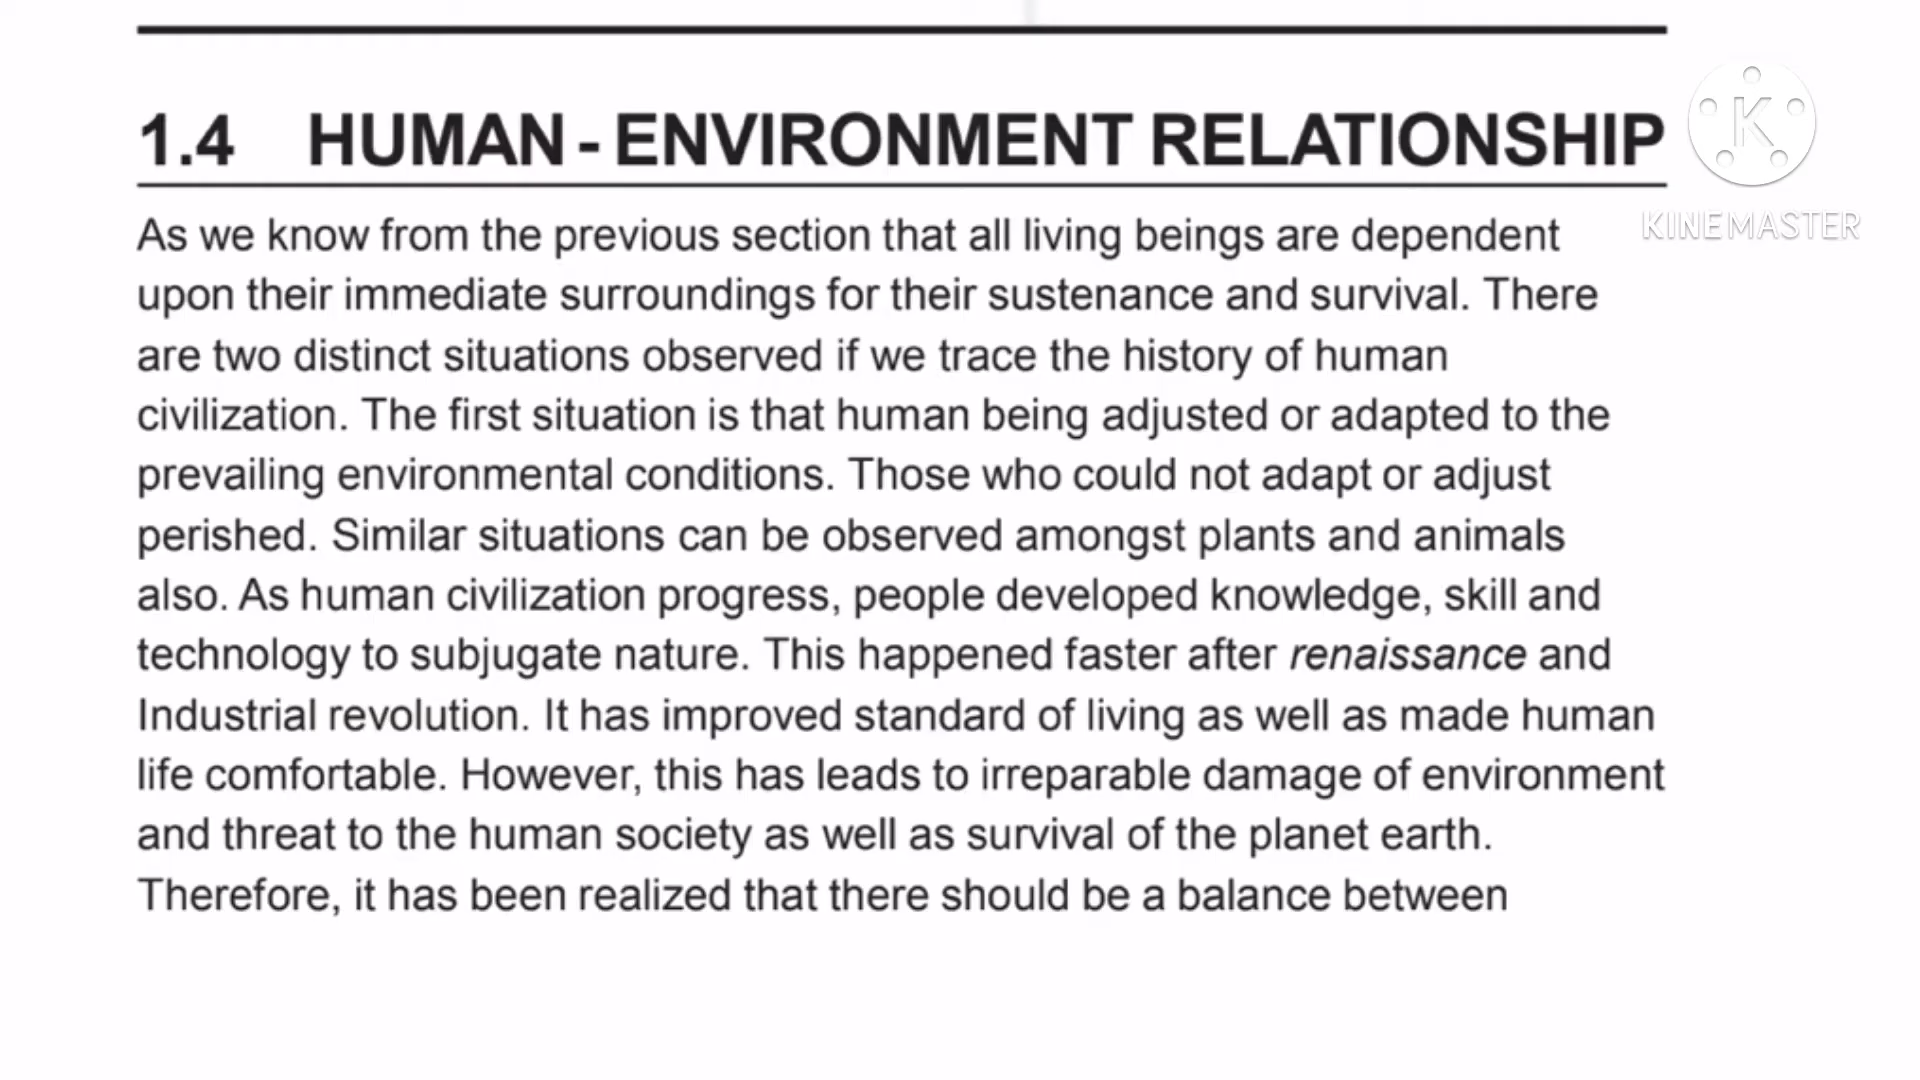 1.4 HUMAN - ENVIRONMENT RELATIONSHIP
As we know from the previous section that all living beings are dependent
upon their immediate surroundings for their sustenance and survival. There
are two distinct situations observed if we trace the history of human
civilization. The first situation is that human being adjusted or adapted to the
prevailing environmental conditions. Those who could not adapt or adjust
perished. Similar situations can be observed amongst plants and animals
also. As human civilization progress, people developed knowledge, skill and
technology to subjugate nature. This happened faster after renaissance and
Industrial revolution. It has improved standard of living as well as made human
life comfortable. However, this has leads to irreparable damage of environment
and threat to the human society as well as survival of the planet earth.
Therefore, it has been realized that there should be a balance between
K
KINEMASTER